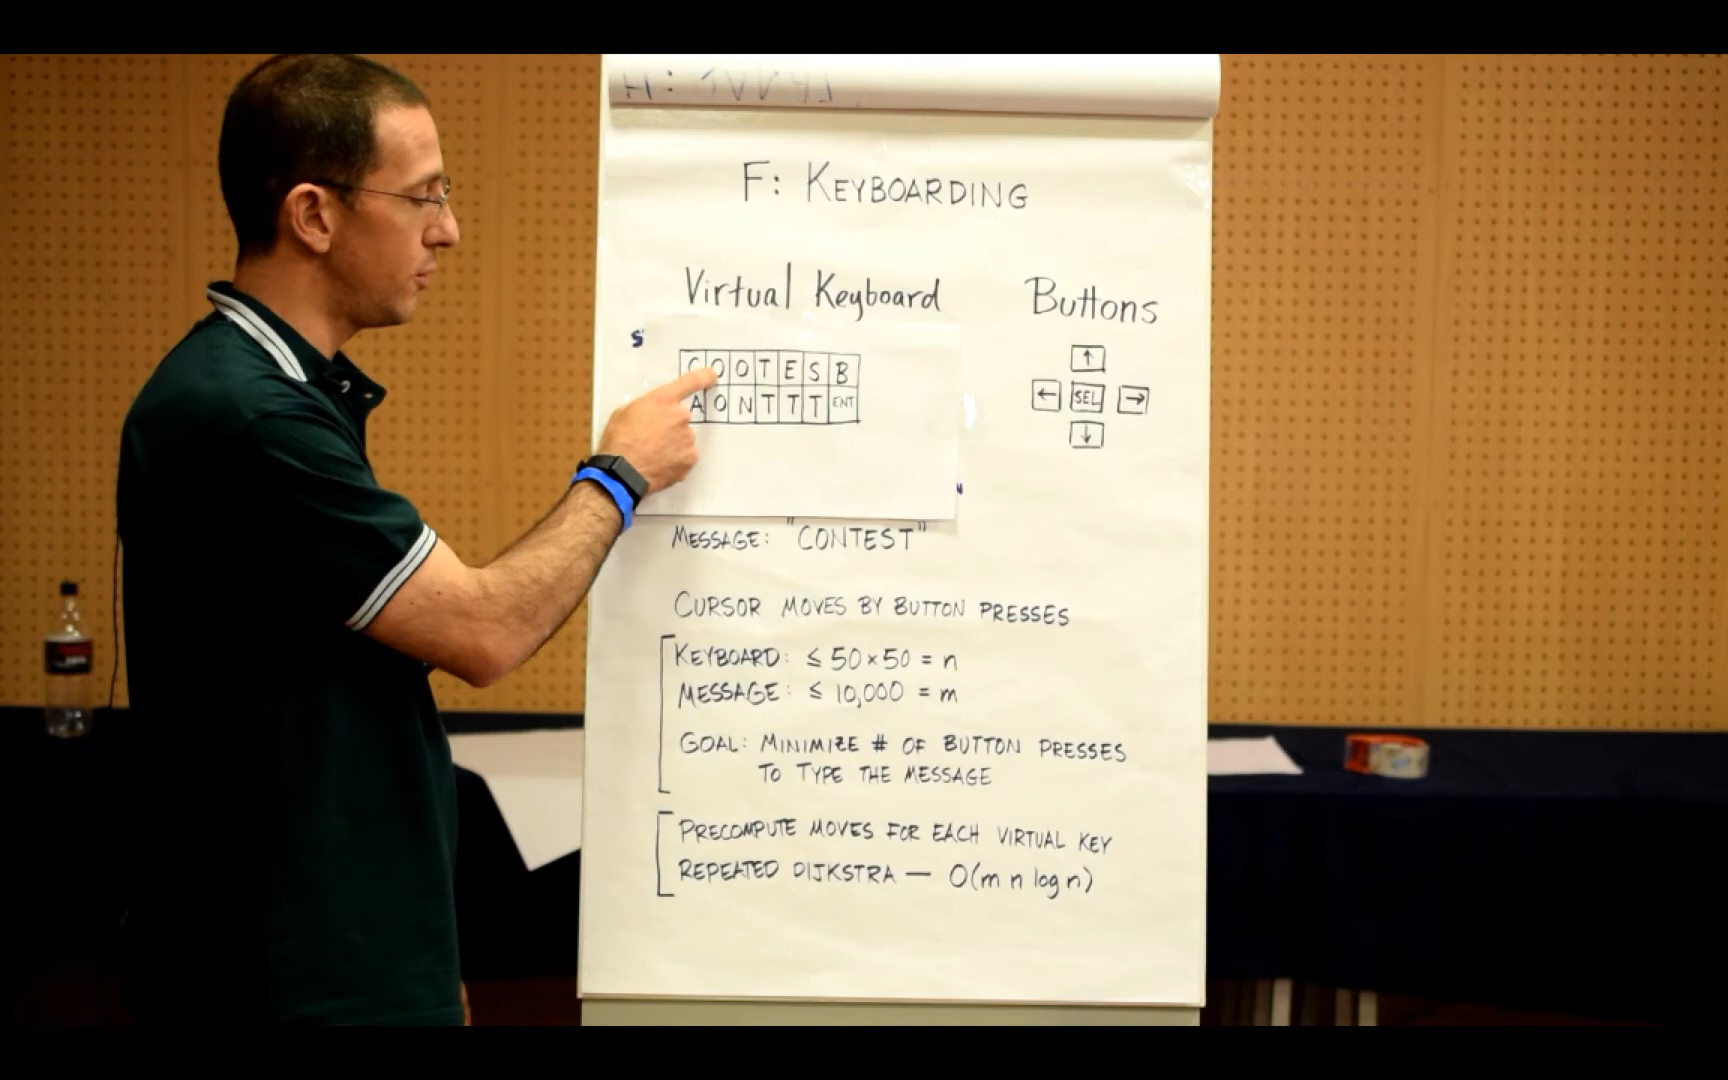 F: KEYBOARDING
Virtual Keyboard
Buttons
C O O T E S B
A O N T T T ENT
↑
← SEL →
↓
MESSAGE: "CONTEST"
CURSOR MOVES BY BUTTON PRESSES
KEYBOARD: ≤ 50×50 = n
MESSAGE: ≤ 10,000 = m
GOAL: MINIMIZE # OF BUTTON PRESSES
TO TYPE THE MESSAGE
PRECOMPUTE MOVES FOR EACH VIRTUAL KEY
REPEATED DIJKSTRA — O(m n log n)